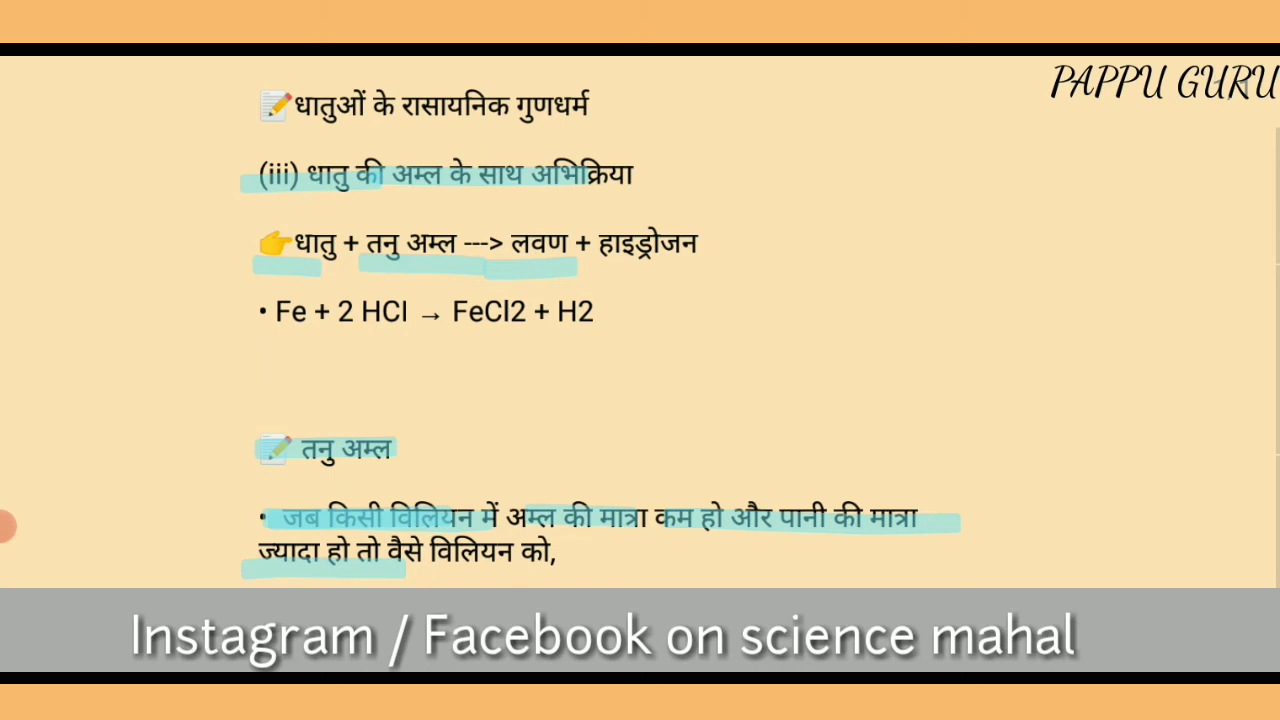 PAPPU GURU
📝धातुओं के रासायनिक गुणधर्म
(iii) धातु की अम्ल के साथ अभिक्रिया
👉धातु + तनु अम्ल ---> लवण + हाइड्रोजन
• Fe + 2 HCl → FeCl2 + H2
📝 तनु अम्ल
• जब किसी विलियन में अम्ल की मात्रा कम हो और पानी की मात्रा
ज्यादा हो तो वैसे विलियन को,
Instagram / Facebook on science mahal